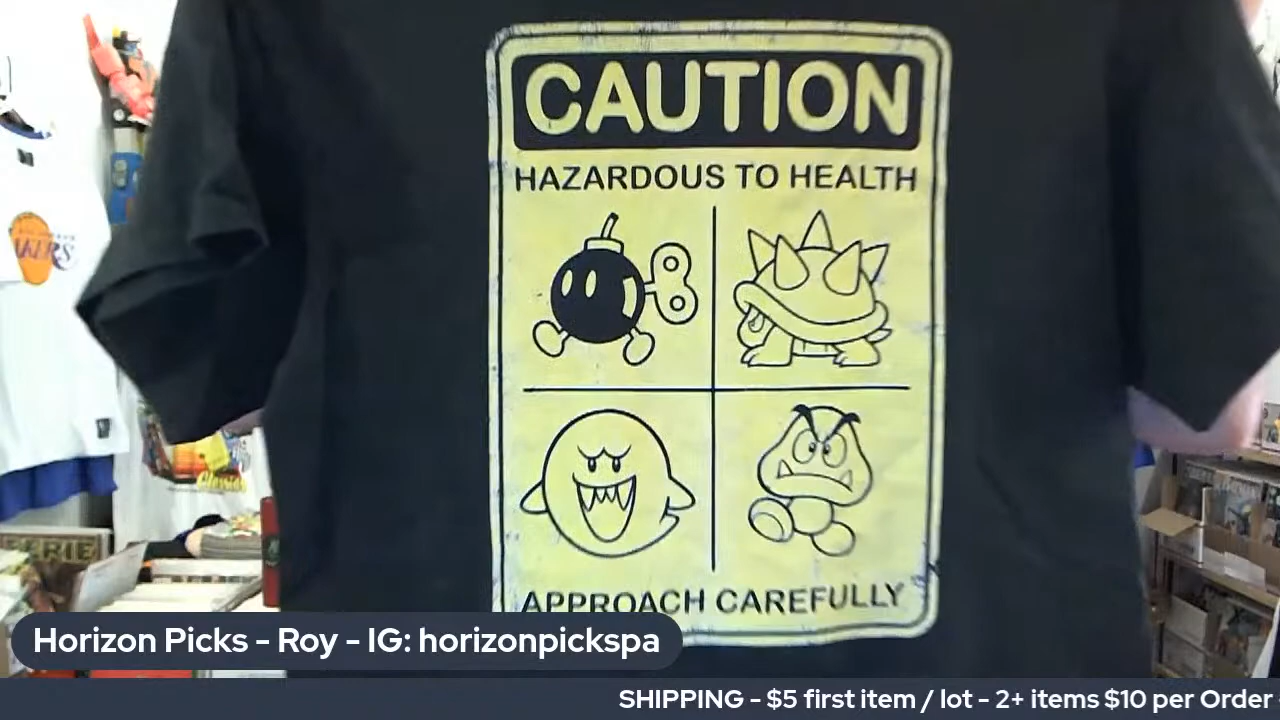 CAUTION
HAZARDOUS TO HEALTH
APPROACH CAREFULLY
Horizon Picks - Roy - IG: horizonpickspa
SHIPPING - $5 first item / lot - 2+ items $10 per Order